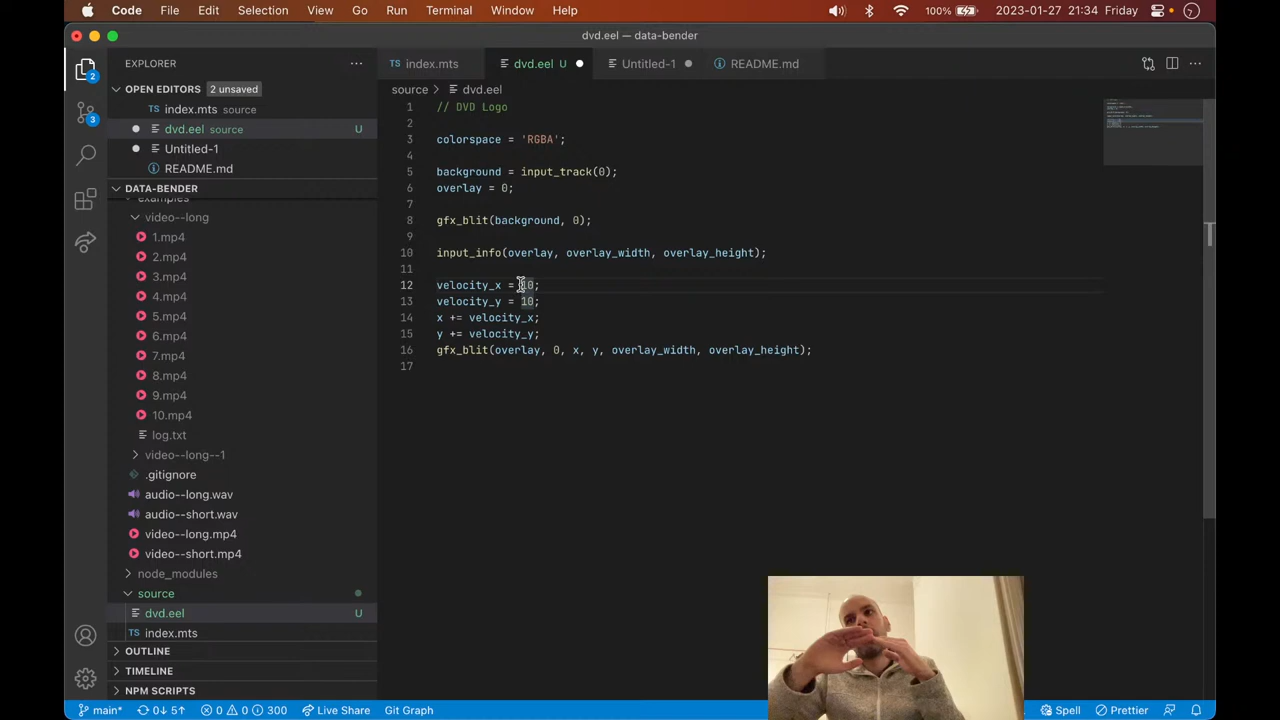 Code File Edit Selection View Go Run Terminal Window Help 100% 2023-01-27 21:34 Friday
dvd.eel — data-bender
EXPLORER
TS index.mts
dvd.eel U
Untitled-1
README.md
OPEN EDITORS 2 unsaved
source > dvd.eel
TS index.mts source
dvd.eel source U
Untitled-1
README.md
DATA-BENDER
examples
video--long
1.mp4
2.mp4
3.mp4
4.mp4
5.mp4
6.mp4
7.mp4
8.mp4
9.mp4
10.mp4
log.txt
video--long--1
.gitignore
audio--long.wav
audio--short.wav
video--long.mp4
video--short.mp4
node_modules
source
dvd.eel U
TS index.mts
OUTLINE
TIMELINE
NPM SCRIPTS
2
3
1 // DVD Logo
2
3 colorspace = 'RGBA';
4
5 background = input_track(0);
6 overlay = 0;
7
8 gfx_blit(background, 0);
9
10 input_info(overlay, overlay_width, overlay_height);
11
12 velocity_x = 10;
13 velocity_y = 10;
14 x += velocity_x;
15 y += velocity_y;
16 gfx_blit(overlay, 0, x, y, overlay_width, overlay_height);
17
main* 0↓ 5↑ 0 0 300 Live Share Git Graph Spell Prettier